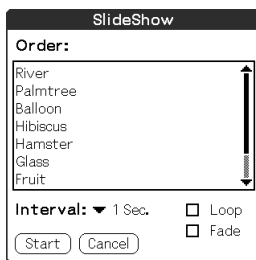 SlideShow
Order:
River
Palmtree
Balloon
Hibiscus
Hamster
Glass
Fruit
Interval: 1 Sec. Loop
Fade
Start Cancel